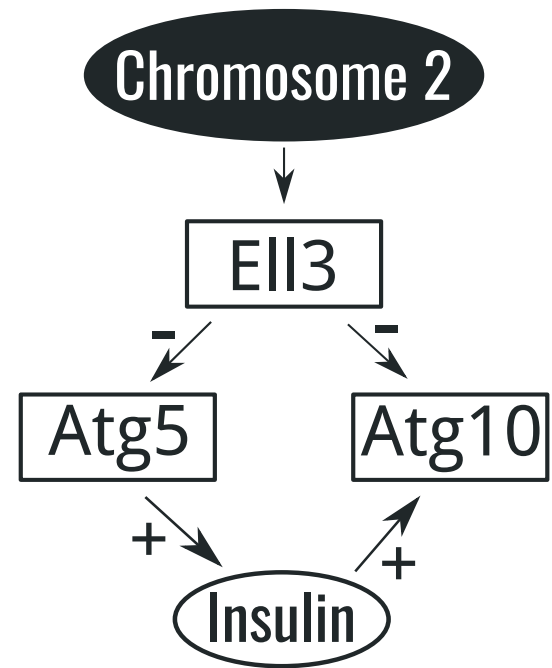 Chromosome 2
Ell3
-
-
Atg5
Atg10
+
+
Insulin